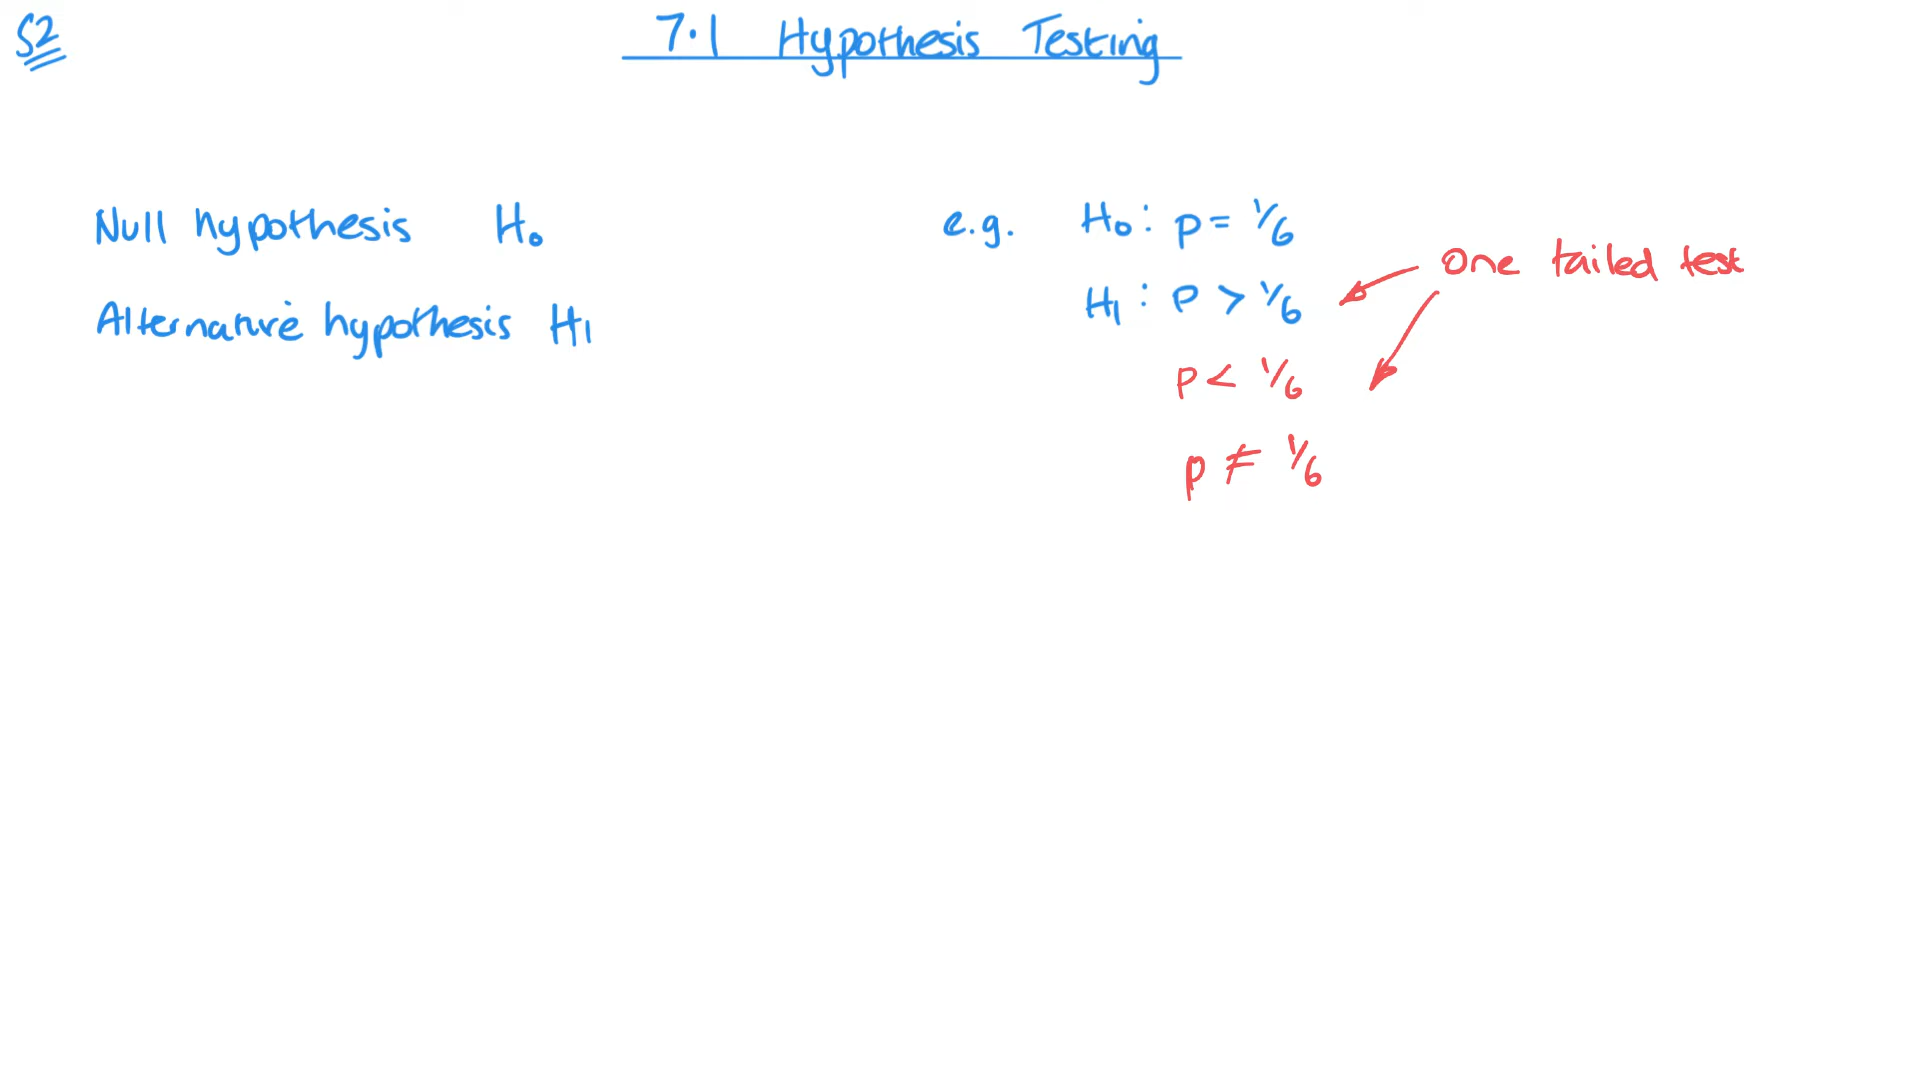 S2
7.1 Hypothesis Testing
Null hypothesis H₀
Alternative hypothesis H₁
e.g. H₀: p = 1/6
H₁: p > 1/6
One tailed test
p < 1/6
p ≠ 1/6